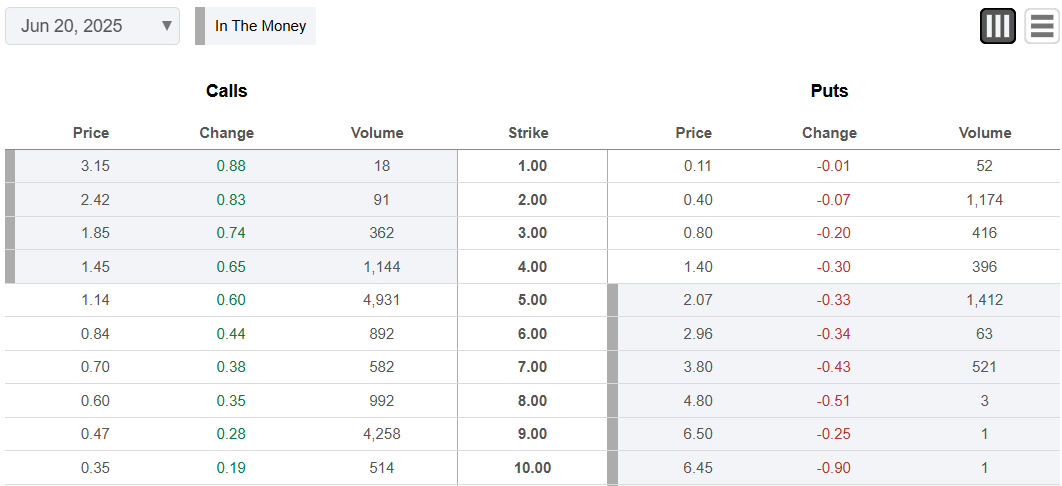 Jun 20, 2025 ▼ In The Money
Calls Puts
Price Change Volume Strike Price Change Volume
3.15 0.88 18 1.00 0.11 -0.01 52
2.42 0.83 91 2.00 0.40 -0.07 1,174
1.85 0.74 362 3.00 0.80 -0.20 416
1.45 0.65 1,144 4.00 1.40 -0.30 396
1.14 0.60 4,931 5.00 2.07 -0.33 1,412
0.84 0.44 892 6.00 2.96 -0.34 63
0.70 0.38 582 7.00 3.80 -0.43 521
0.60 0.35 992 8.00 4.80 -0.51 3
0.47 0.28 4,258 9.00 6.50 -0.25 1
0.35 0.19 514 10.00 6.45 -0.90 1